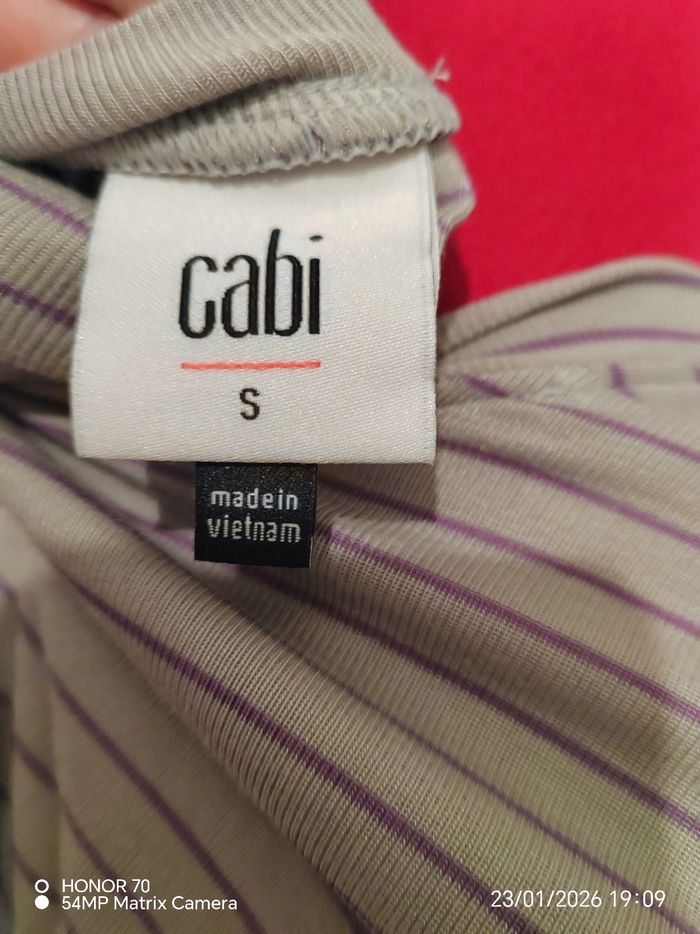 cabi
S
made in
vietnam
HONOR 70
54MP Matrix Camera
23/01/2026 19:09